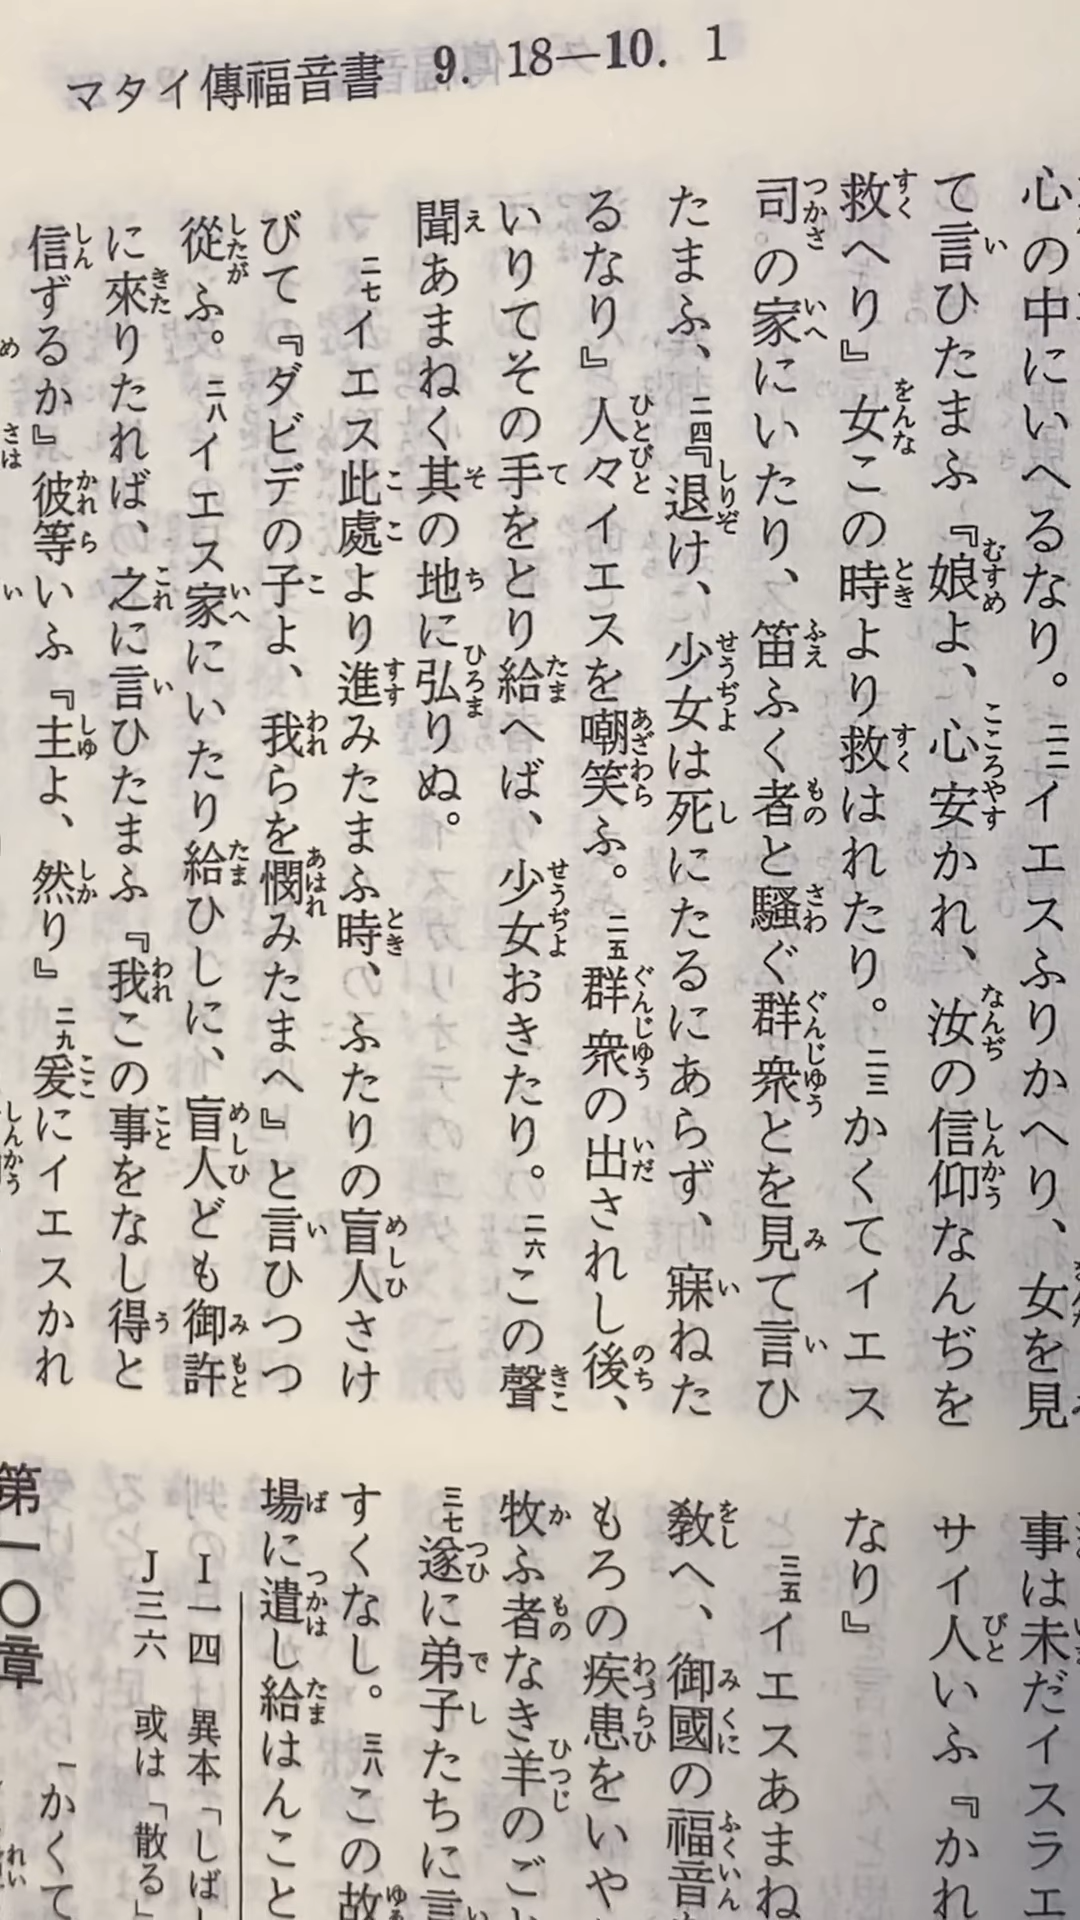 マタイ傳福音書 9. 18—10. 1
心の中にいへるなり。二二イエスふりかへり、女を見
て言ひたまふ『娘よ、心安かれ、汝の信仰なんぢを
救へり』女この時より救はれたり。二三かくてイエス
司の家にいたり、笛ふく者と騷ぐ群衆とを見て言ひ
たまふ、二四『退け、少女は死にたるにあらず、寐ねた
るなり』人々イエスを嘲笑ふ。二五群衆の出されし後、
いりてその手をとり給へば、少女おきたり。二六この聲
聞あまねく其の地に弘りぬ。
二七イエス此處より進みたまふ時、ふたりの盲人さけ
びて『ダビデの子よ、我らを憫みたまへ』と言ひつつ
從ふ。二八イエス家にいたり給ひしに、盲人ども御許
に來りたれば、之に言ひたまふ『我この事をなし得と
信ずるか』彼等いふ『主よ、然り』二九爰にイエスかれ
事は未だイスラエ
サイ人いふ『かれ
なり』
三五イエスあまね
敎へ、御國の福音
もろの疾患をいや
牧ふ者なき羊のごと
三七遂に弟子たちに言
すくなし。三八この故
場に遣し給はんこと
I一四 異本「しば
J三六 或は「散る」
第一〇章
一かくて